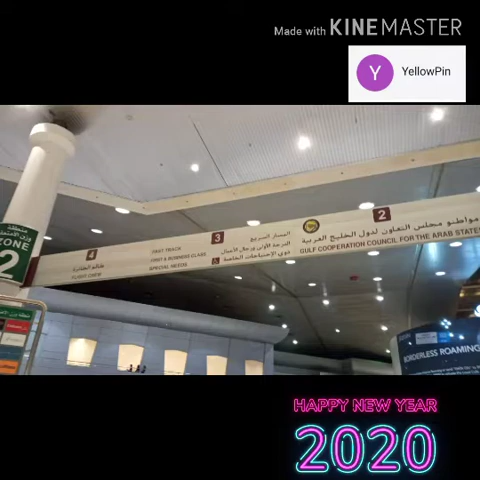 Made with KINEMASTER
Y YellowPin
منطقة
ZONE
2
4
طاقم الطائرة
FLIGHT CREW
FAST TRACK
FIRST & BUSINESS CLASS
SPECIAL NEEDS
3
المسار السريع
الدرجة الأولى ورجال الأعمال
ذوي الاحتياجات الخاصة
2
مواطنو مجلس التعاون لدول الخليج العربية
GULF COOPERATION COUNCIL FOR THE ARAB STATES
BORDERLESS ROAMING
HAPPY NEW YEAR
2020